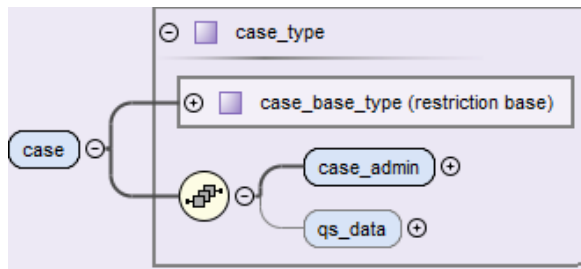 case_type
case_base_type (restriction base)
case
case_admin
qs_data